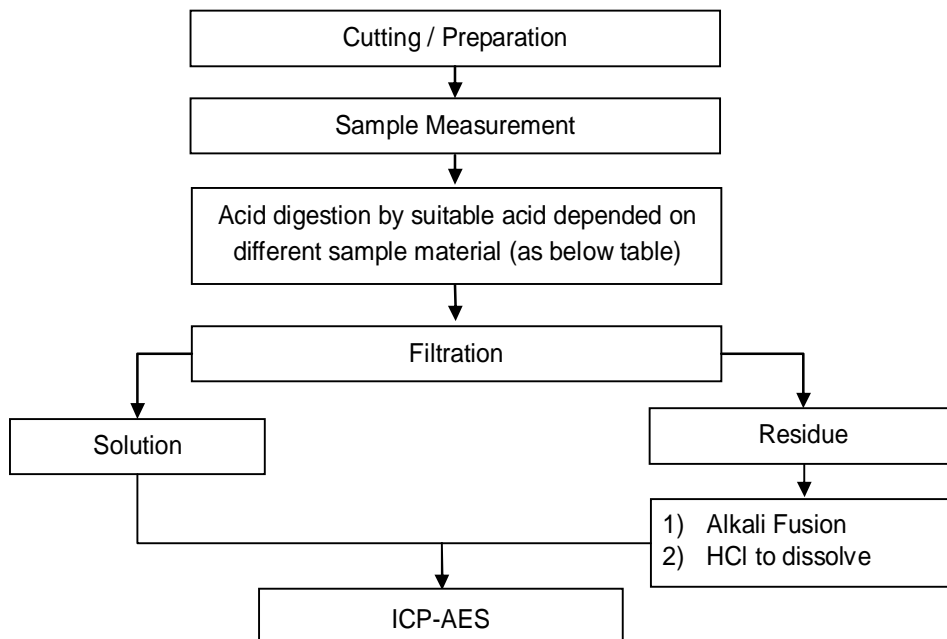 Cutting / Preparation
Sample Measurement
Acid digestion by suitable acid depended on
different sample material (as below table)
Filtration
Solution
Residue
1) Alkali Fusion
2) HCl to dissolve
ICP-AES